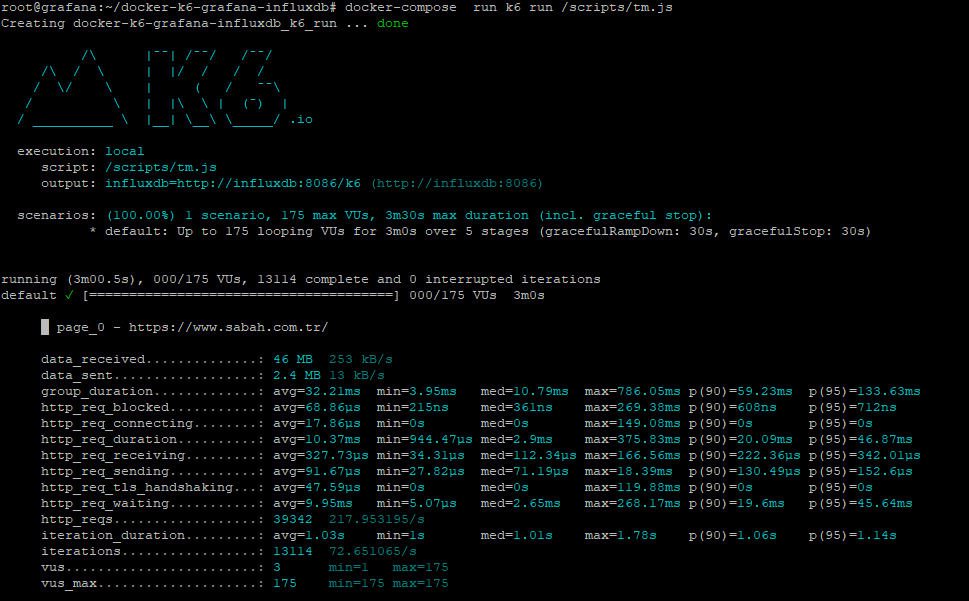 root@grafana:~/docker-k6-grafana-influxdb# docker-compose  run k6 run /scripts/tm.js
Creating docker-k6-grafana-influxdb_k6_run ... done
          /\      |‾‾| /‾‾/   /‾‾/
     /\  /  \     |  |/  /   /  /
    /  \/    \    |     (   /   ‾‾\
   /          \   |  |\  \ |  (‾)  |
  / __________ \  |__| \__\ \_____/ .io
  execution: local
     script: /scripts/tm.js
     output: influxdb=http://influxdb:8086/k6 (http://influxdb:8086)
  scenarios: (100.00%) 1 scenario, 175 max VUs, 3m30s max duration (incl. graceful stop):
           * default: Up to 175 looping VUs for 3m0s over 5 stages (gracefulRampDown: 30s, gracefulStop: 30s)
running (3m00.5s), 000/175 VUs, 13114 complete and 0 interrupted iterations
default ✓ [======================================] 000/175 VUs  3m0s
     █ page_0 - https://www.sabah.com.tr/
     data_received..............: 46 MB  253 kB/s
     data_sent..................: 2.4 MB 13 kB/s
     group_duration.............: avg=32.21ms  min=3.95ms   med=10.79ms  max=786.05ms p(90)=59.23ms  p(95)=133.63ms
     http_req_blocked...........: avg=68.86µs  min=215ns    med=361ns    max=269.38ms p(90)=608ns    p(95)=712ns
     http_req_connecting........: avg=17.86µs  min=0s       med=0s       max=149.08ms p(90)=0s       p(95)=0s
     http_req_duration..........: avg=10.37ms  min=944.47µs med=2.9ms    max=375.83ms p(90)=20.09ms  p(95)=46.87ms
     http_req_receiving.........: avg=327.73µs min=34.31µs  med=112.34µs max=166.56ms p(90)=222.36µs p(95)=342.01µs
     http_req_sending...........: avg=91.67µs  min=27.82µs  med=71.19µs  max=18.39ms  p(90)=130.49µs p(95)=152.6µs
     http_req_tls_handshaking...: avg=47.59µs  min=0s       med=0s       max=119.88ms p(90)=0s       p(95)=0s
     http_req_waiting...........: avg=9.95ms   min=5.07µs   med=2.65ms   max=268.17ms p(90)=19.6ms   p(95)=45.64ms
     http_reqs..................: 39342  217.953195/s
     iteration_duration.........: avg=1.03s    min=1s       med=1.01s    max=1.78s    p(90)=1.06s    p(95)=1.14s
     iterations.................: 13114  72.651065/s
     vus........................: 3      min=1   max=175
     vus_max....................: 175    min=175 max=175